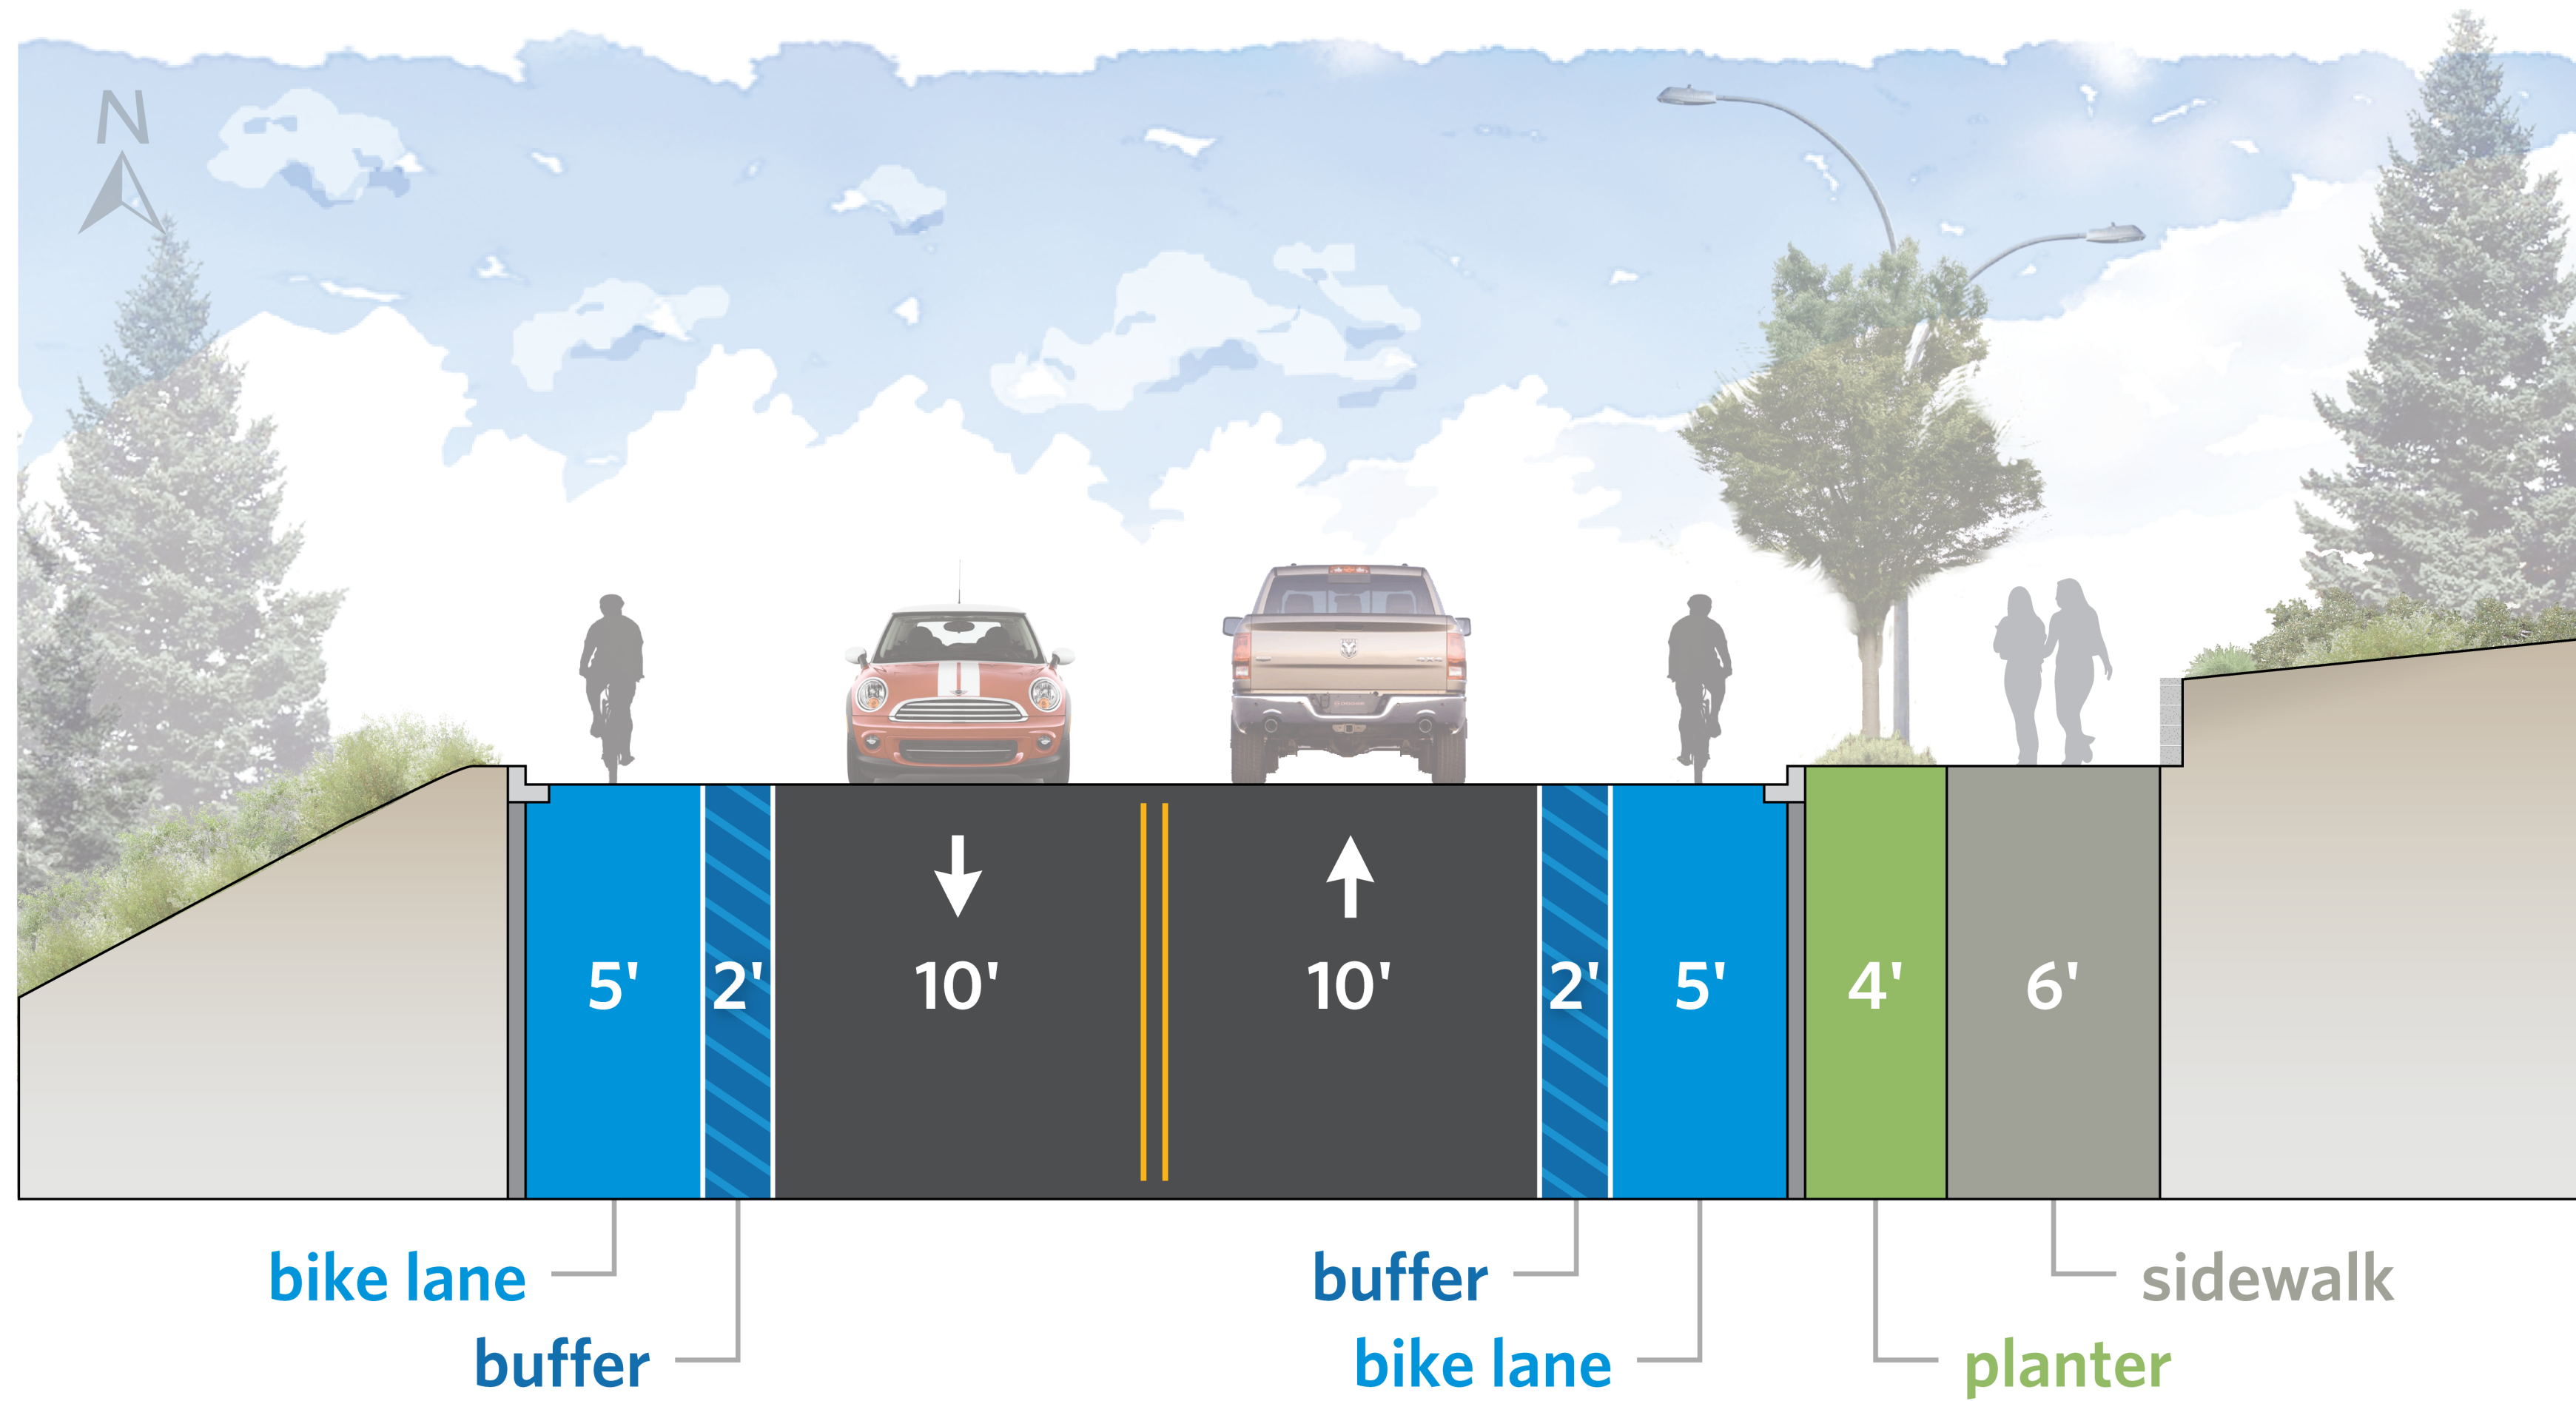 N
5' 2' 10' 10' 2' 5' 4' 6'
bike lane buffer sidewalk
buffer bike lane planter